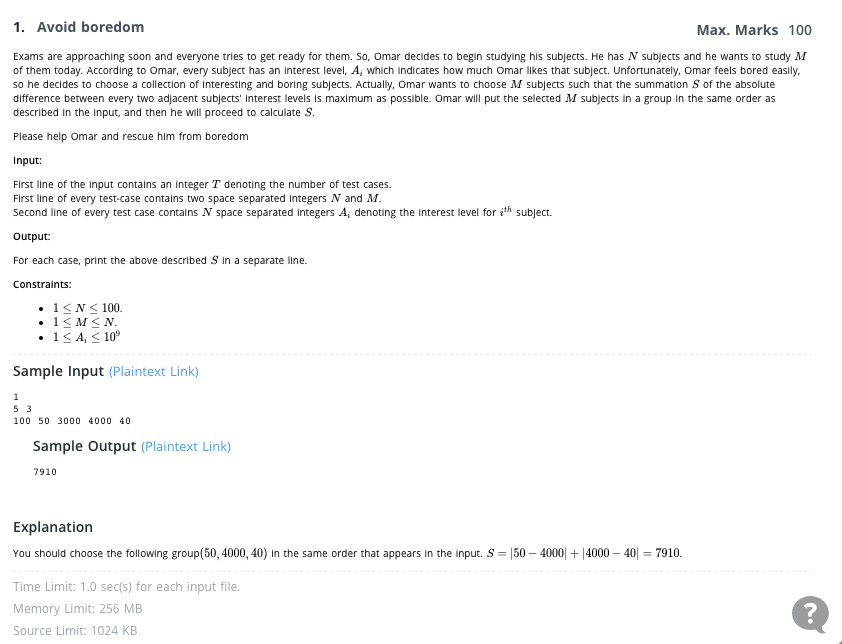 1. Avoid boredom
Max. Marks 100
Exams are approaching soon and everyone tries to get ready for them. So, Omar decides to begin studying his subjects. He has N subjects and he wants to study M
of them today. According to Omar, every subject has an interest level, A_i which indicates how much Omar likes that subject. Unfortunately, Omar feels bored easily,
so he decides to choose a collection of interesting and boring subjects. Actually, Omar wants to choose M subjects such that the summation S of the absolute
difference between every two adjacent subjects' interest levels is maximum as possible. Omar will put the selected M subjects in a group in the same order as
described in the input, and then he will proceed to calculate S.
Please help Omar and rescue him from boredom
Input:
First line of the input contains an integer T denoting the number of test cases.
First line of every test-case contains two space separated integers N and M.
Second line of every test case contains N space separated integers A_i denoting the interest level for i^th subject.
Output:
For each case, print the above described S in a separate line.
Constraints:
• 1 ≤ N ≤ 100.
• 1 ≤ M ≤ N.
• 1 ≤ A_i ≤ 10^9
Sample Input (Plaintext Link)
1
5 3
100 50 3000 4000 40
Sample Output (Plaintext Link)
7910
Explanation
You should choose the following group(50, 4000, 40) in the same order that appears in the input. S = |50 − 4000| + |4000 − 40| = 7910.
Time Limit: 1.0 sec(s) for each input file.
Memory Limit: 256 MB
Source Limit: 1024 KB
?